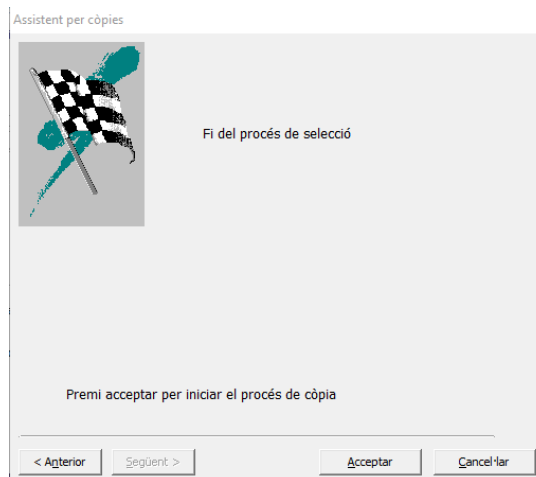 Assistent per còpies
Fi del procés de selecció
Premi acceptar per iniciar el procés de còpia
< Anterior
Següent >
Acceptar
Cancel·lar